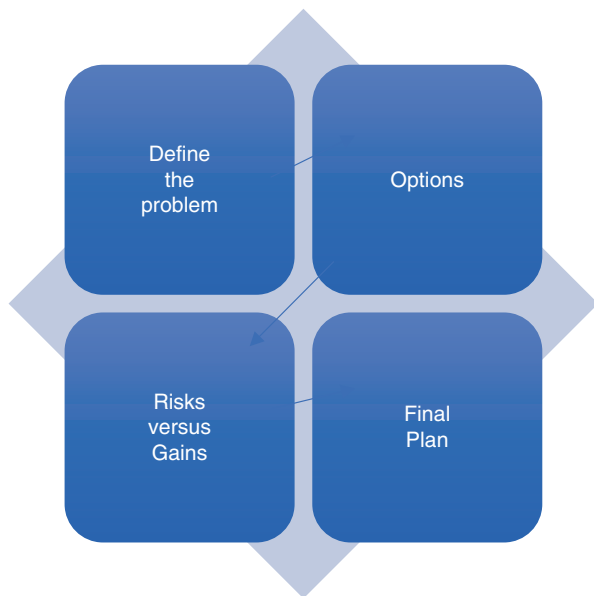 Define
the
problem
Options
Risks
versus
Gains
Final
Plan